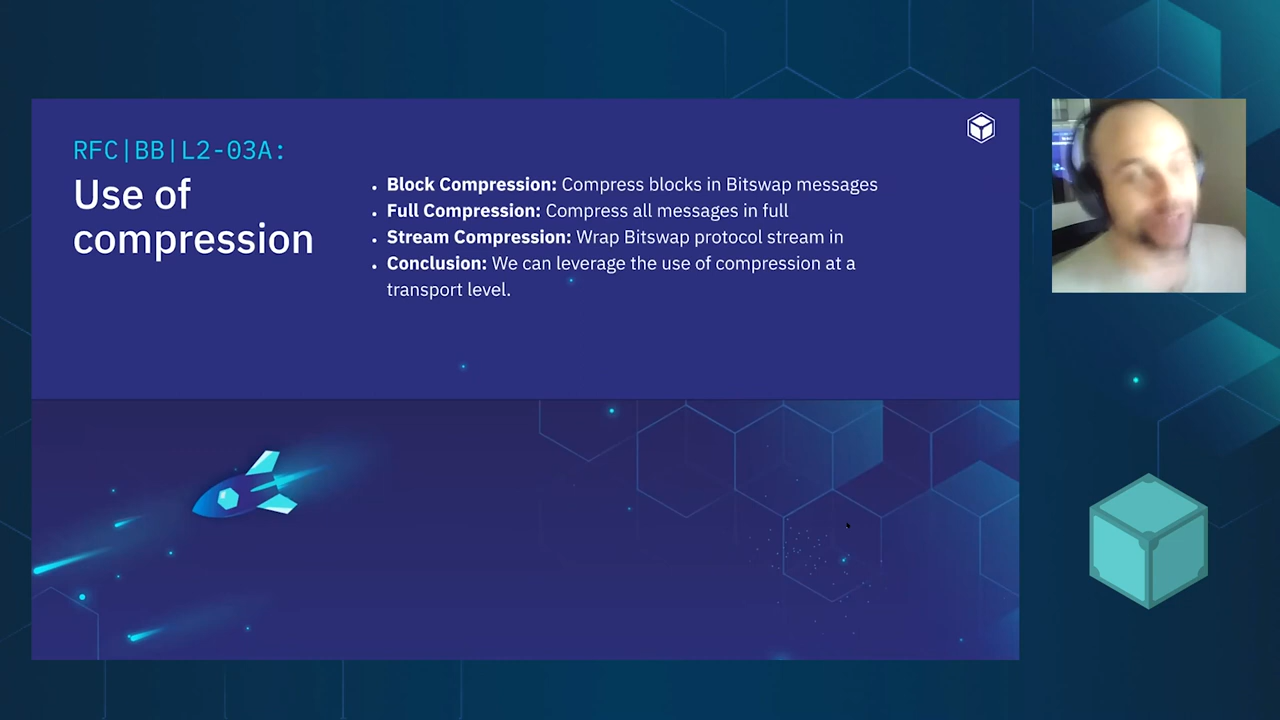 RFC|BB|L2-03A:
Use of
compression
Block Compression: Compress blocks in Bitswap messages
Full Compression: Compress all messages in full
Stream Compression: Wrap Bitswap protocol stream in
Conclusion: We can leverage the use of compression at a
transport level.